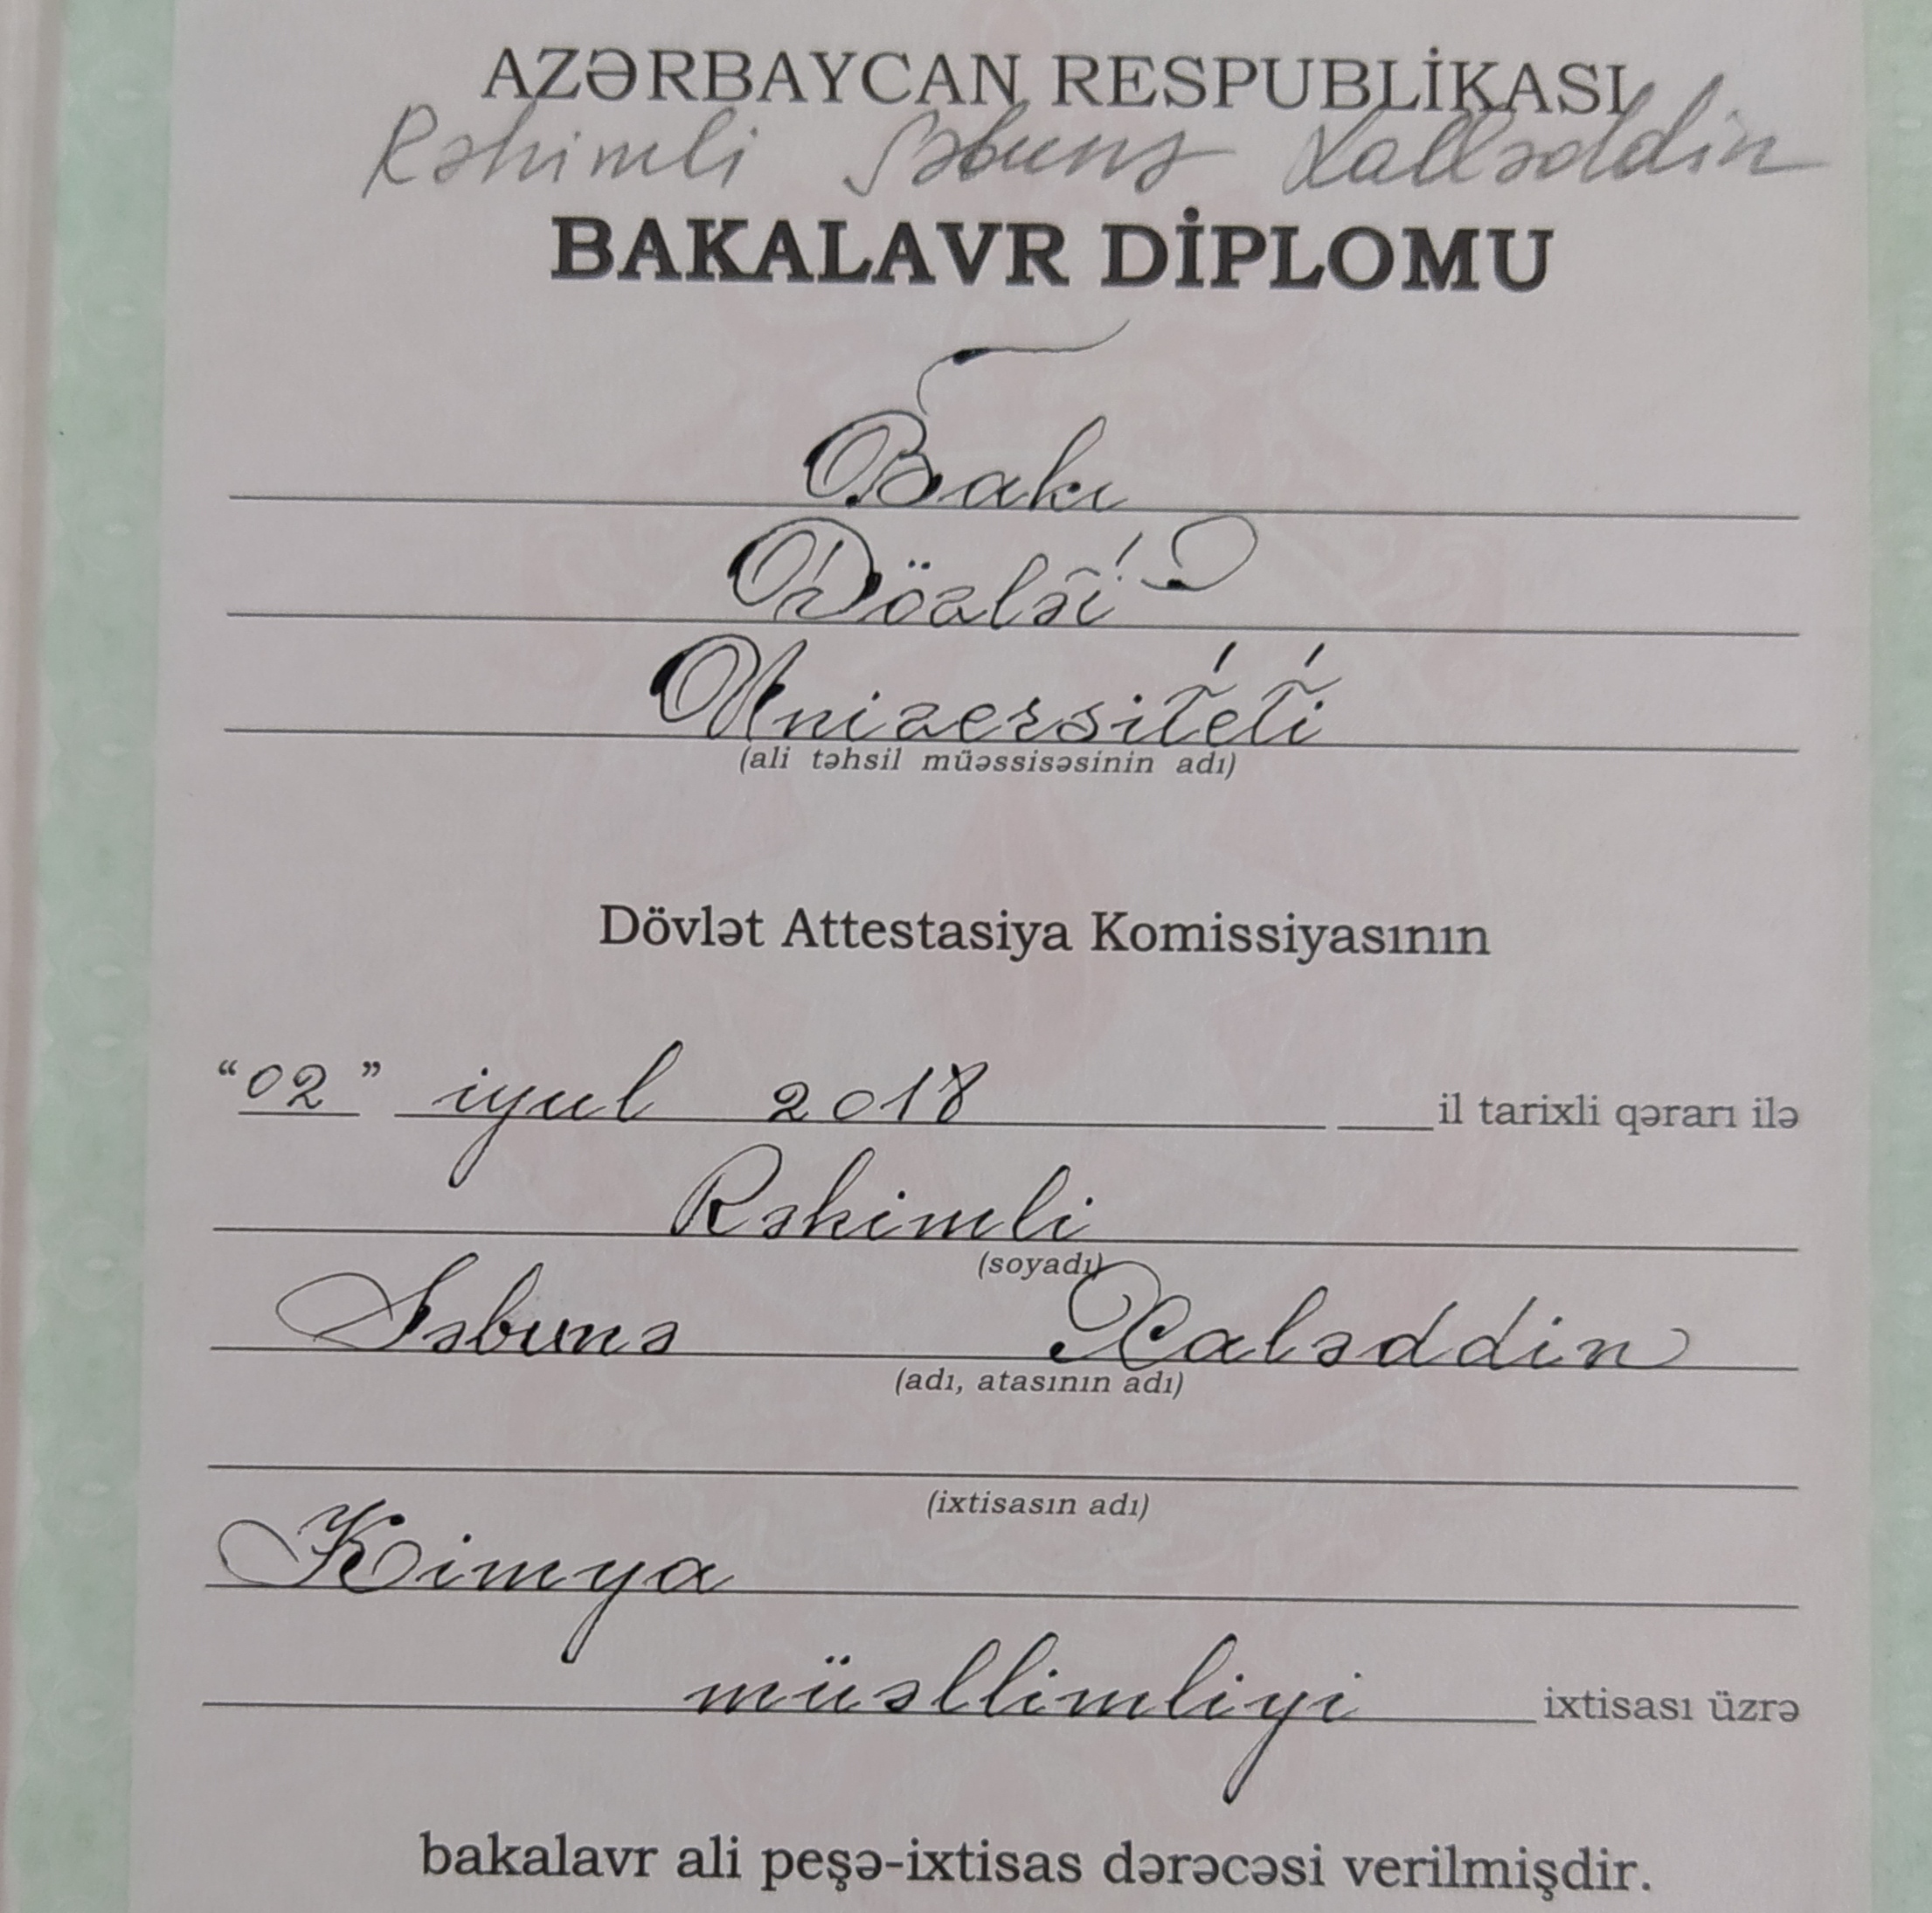 AZƏRBAYCAN RESPUBLİKASI
Rəhimli Səbunə Xaləddin
BAKALAVR DİPLOMU
Bakı
Dövlət
Universiteti
(ali təhsil müəssisəsinin adı)
Dövlət Attestasiya Komissiyasının
"02" iyul 2018 il tarixli qərarı ilə
Rəhimli
(soyadı)
Səbunə Xaləddin
(adı, atasının adı)
(ixtisasın adı)
Kimya
müəllimliyi ixtisası üzrə
bakalavr ali peşə-ixtisas dərəcəsi verilmişdir.